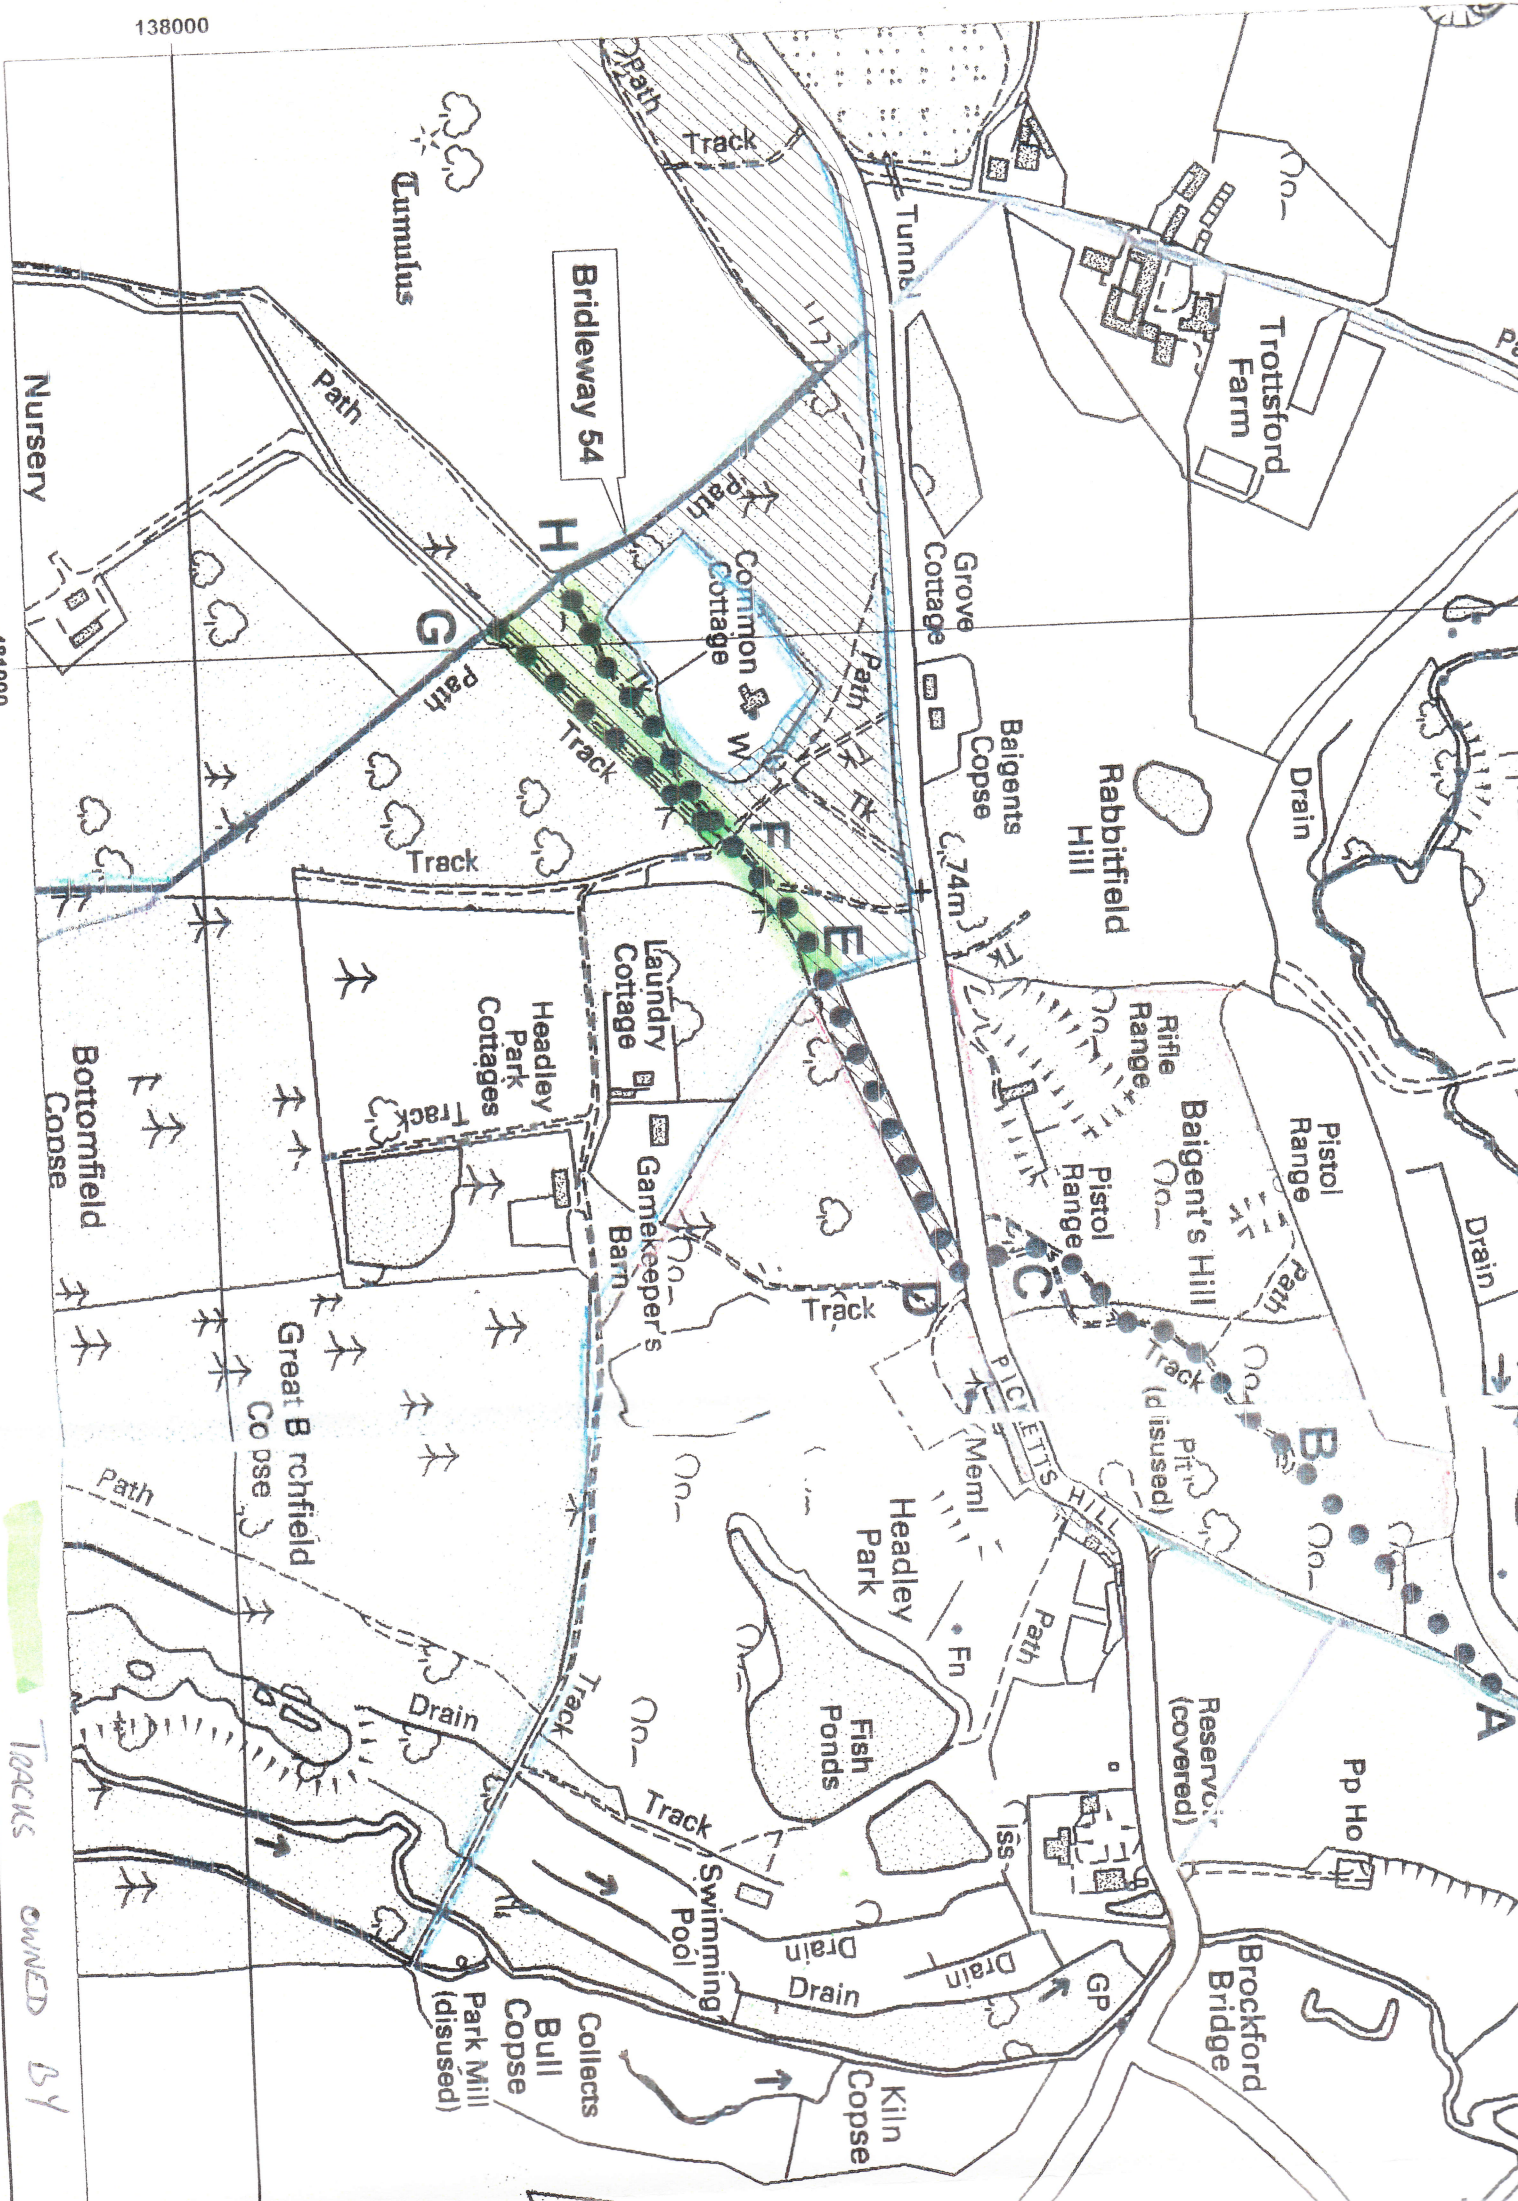 138000
Path
Track
Tunnel
Tumulus
Bridleway 54
Trottsford
Farm
Path
Nursery
Path
H
Common
Cottage
W
Grove
Cottage
Path
Baigents
Copse
Rabbitfield
Hill
Drain
G
Path
Tk
Track
F
Tk
Track
74m
E
Laundry
Cottage
Headley
Park
Cottages
Track
Rifle
Range
Pistol
Range
Baigent's Hill
Pistol
Range
Path
Drain
Bottomfield
Copse
Gamekeeper's
Barn
Track
D
C
Track
B
Pit
(disused)
PICKETTS HILL
Meml
Great Birchfield
Copse
Path
Headley
Park
Fn
Path
A
Drain
Track
Fish
Ponds
Reservoir
(covered)
Pp Ho
Track
Swimming
Pool
Iss
Drain
Drain
Drain
GP
Brockford
Bridge
Park Mill
(disused)
Bull
Copse
Collects
Kiln
Copse
TRACKS OWNED BY